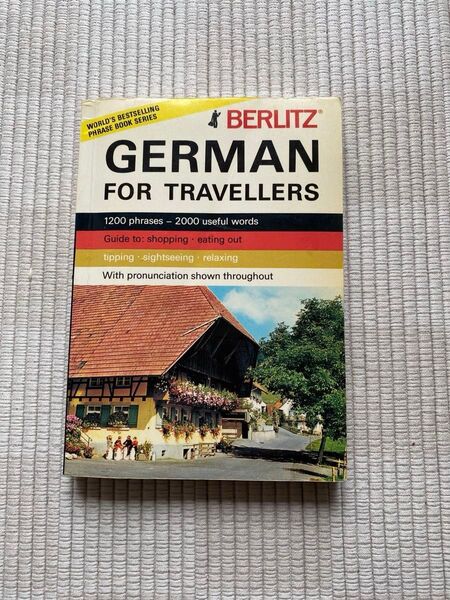 WORLD'S BESTSELLING
PHRASE BOOK SERIES
BERLITZ®
GERMAN
FOR TRAVELLERS
1200 phrases – 2000 useful words
Guide to: shopping · eating out
tipping · sightseeing · relaxing
With pronunciation shown throughout